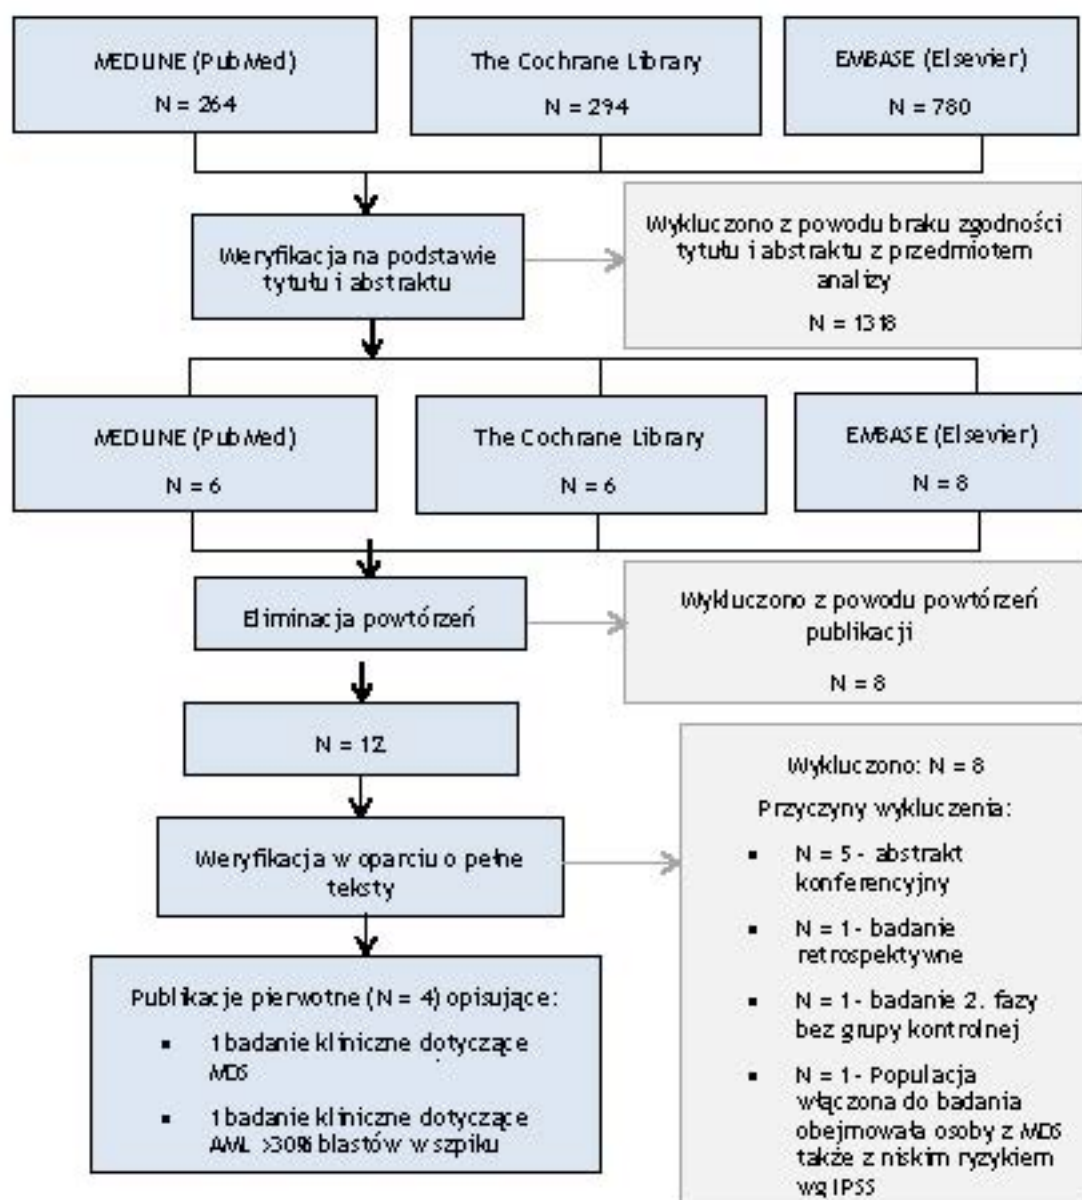 MEDLINE (PubMed)
N = 264
The Cochrane Library
N = 294
EMBASE (Elsevier)
N = 780
Weryfikacja na podstawie
tytułu i abstraktu
Wykluczono z powodu braku zgodności
tytułu i abstraktu z przedmiotem
analizy
N = 1318
MEDLINE (PubMed)
N = 6
The Cochrane Library
N = 6
EMBASE (Elsevier)
N = 8
Eliminacja powtórzeń
Wykluczono z powodu powtórzeń
publikacji
N = 8
N = 12
Weryfikacja w oparciu o pełne
teksty
Wykluczono: N = 8
Przyczyny wykluczenia:
▪ N = 5 - abstrakt
konferencyjny
▪ N = 1 - badanie
retrospektywne
▪ N = 1 - badanie 2. fazy
bez grupy kontrolnej
▪ N = 1 - Populacja
włączona do badania
obejmowała osoby z MDS
także z niskim ryzykiem
wg IPSS
Publikacje pierwotne (N = 4) opisujące:
▪ 1 badanie kliniczne dotyczące
MDS
▪ 1 badanie kliniczne dotyczące
AML >30% blastów w szpiku